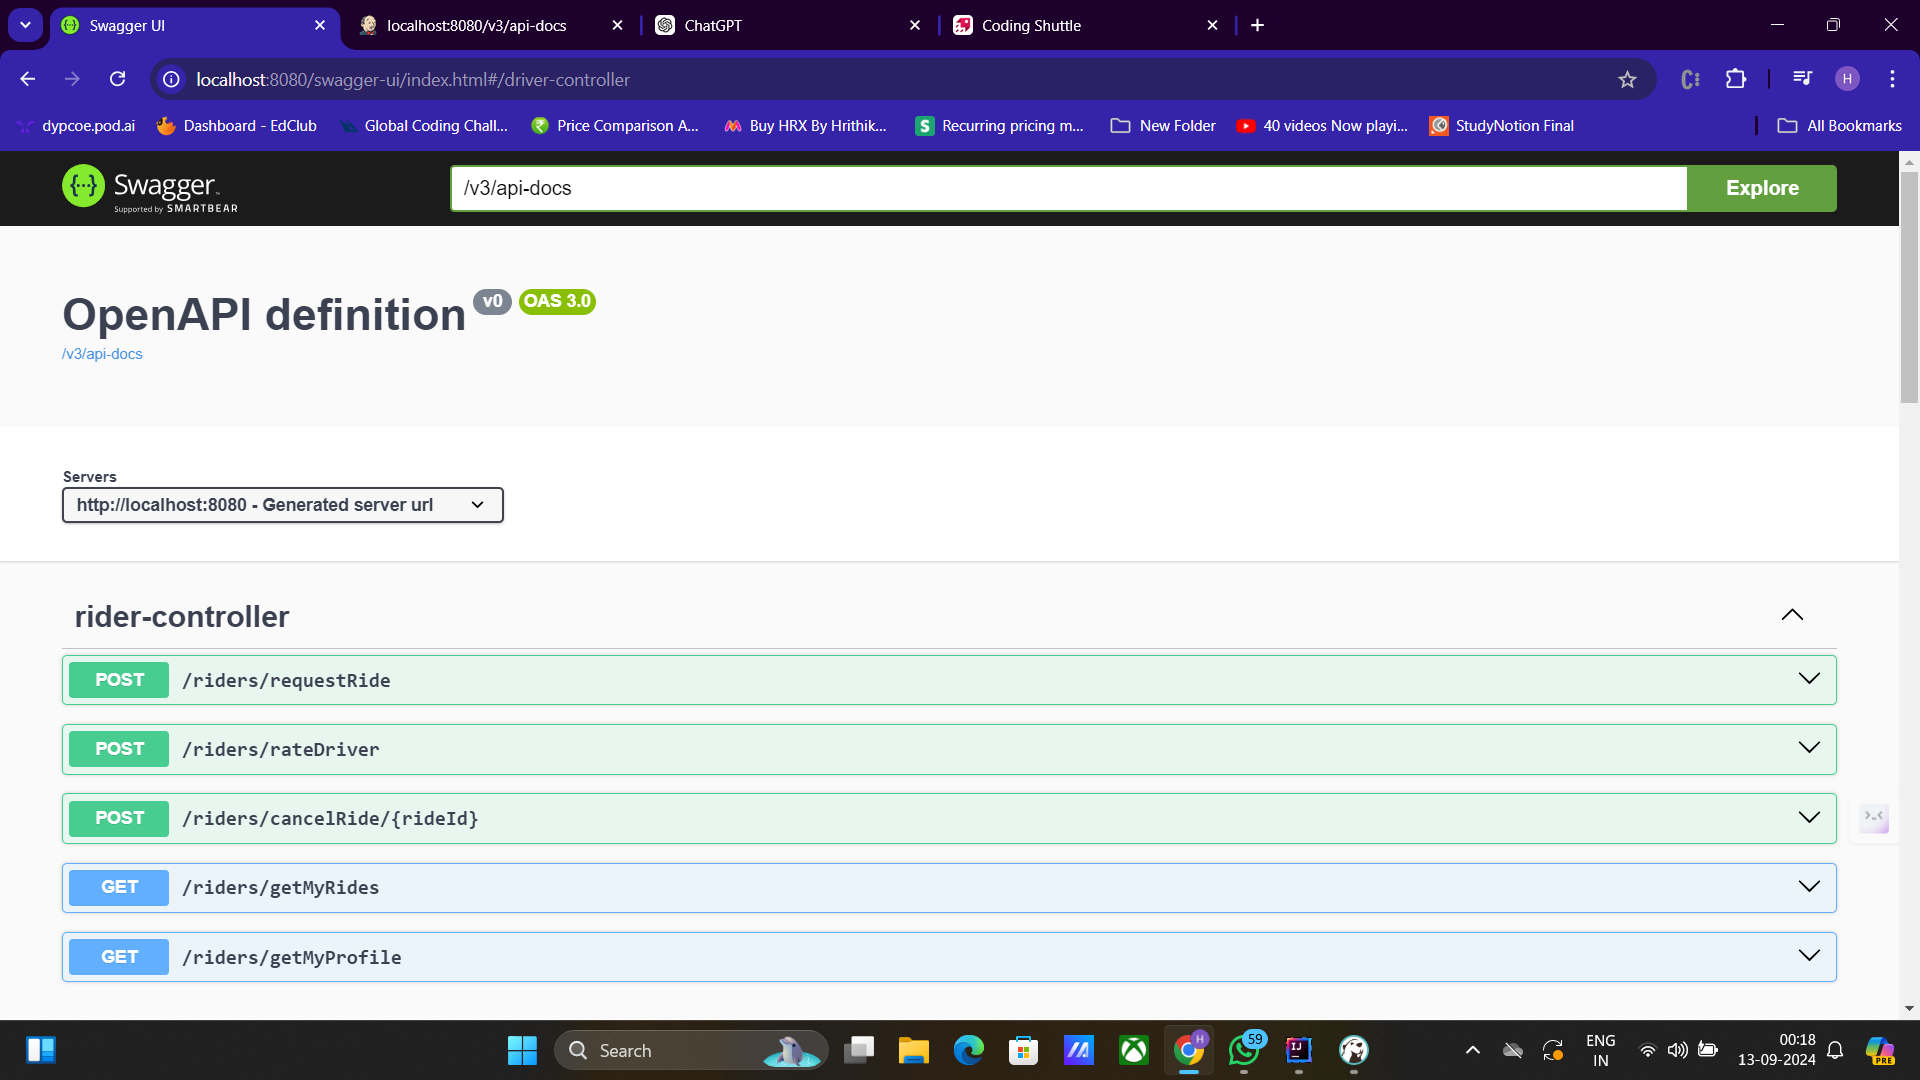 Swagger UI
localhost:8080/v3/api-docs
ChatGPT
Coding Shuttle
localhost:8080/swagger-ui/index.html#/driver-controller
H
dypcoe.pod.ai
Dashboard - EdClub
Global Coding Chall...
Price Comparison A...
Buy HRX By Hrithik...
Recurring pricing m...
New Folder
40 videos Now playi...
StudyNotion Final
All Bookmarks
Swagger
Supported by SMARTBEAR
/v3/api-docs
Explore
OpenAPI definition v0 OAS 3.0
/v3/api-docs
Servers
http://localhost:8080 - Generated server url
rider-controller
POST /riders/requestRide
POST /riders/rateDriver
POST /riders/cancelRide/{rideId}
GET /riders/getMyRides
GET /riders/getMyProfile
Search
H
59
IJ
ENG
IN
00:18
13-09-2024
PRE